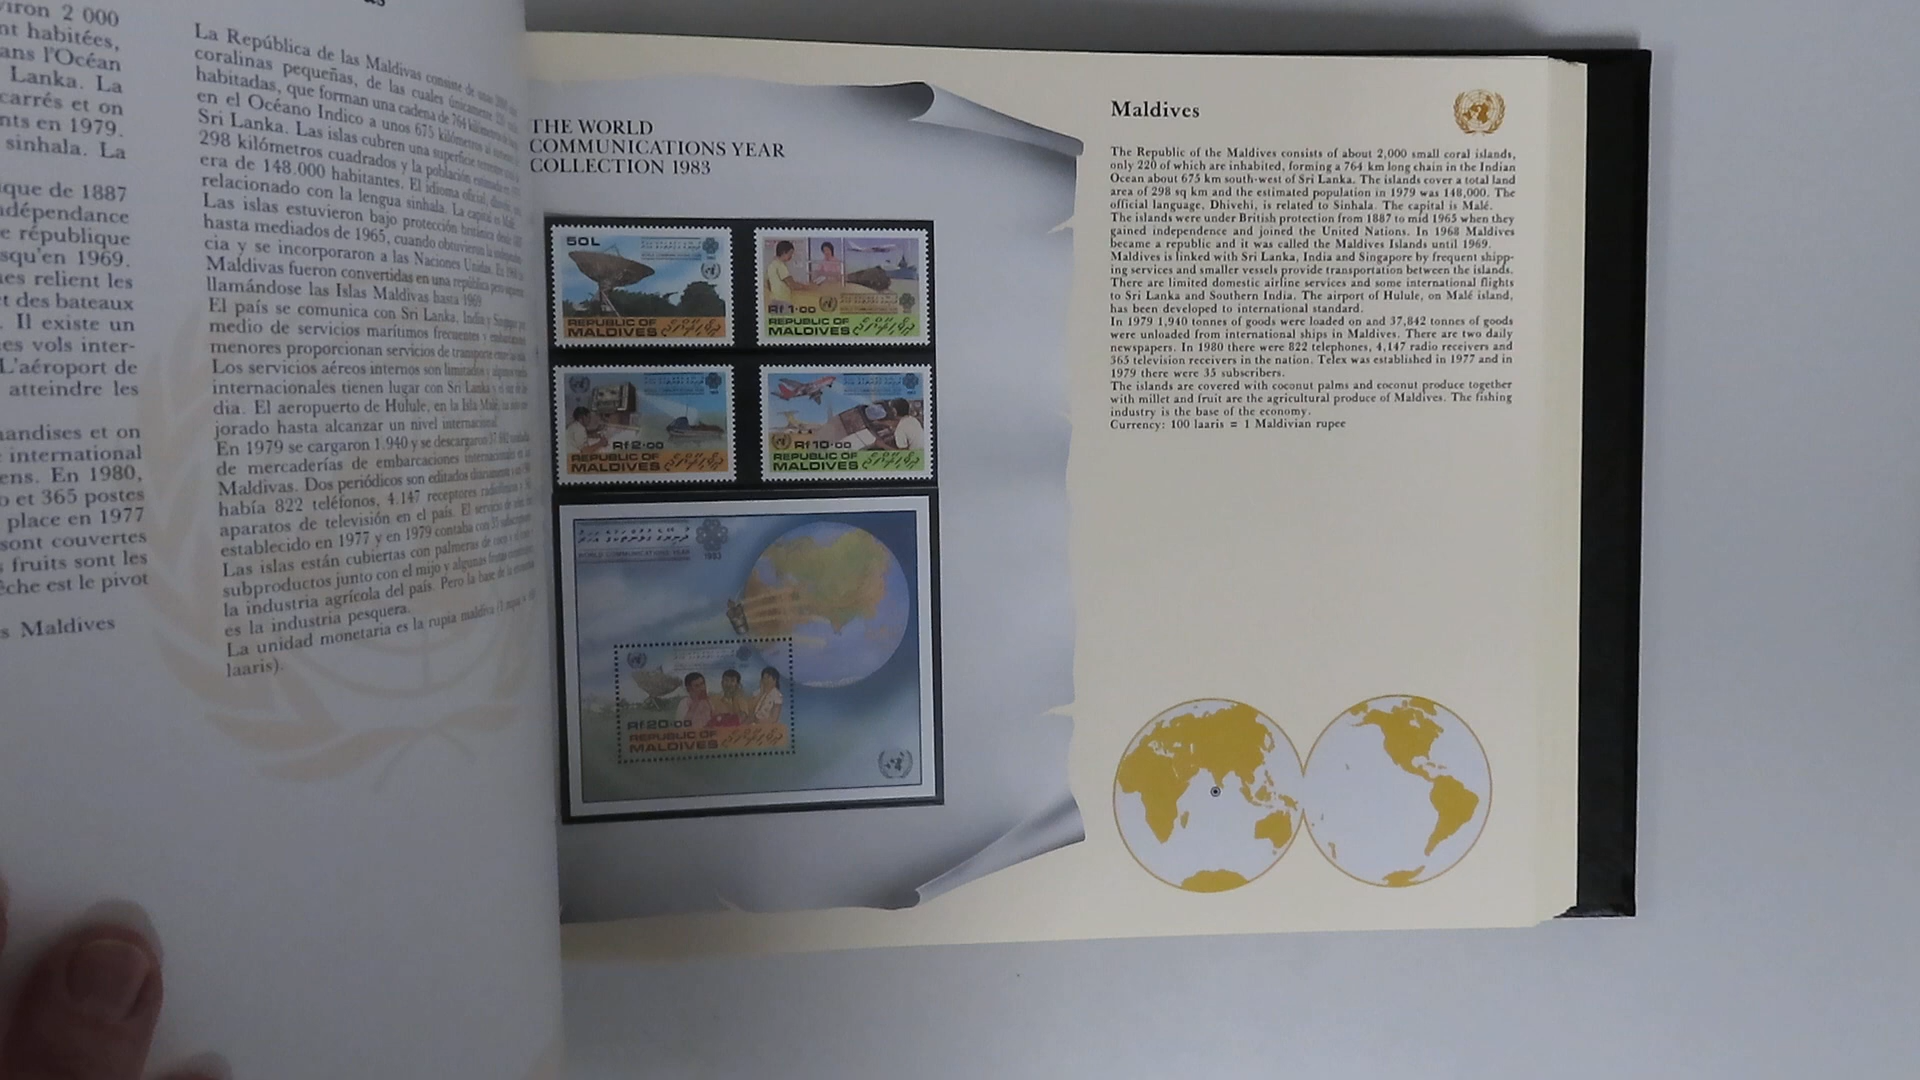 viron 2 000
nt habitées,
ans l'Océan
Lanka. La
carrés et on
nts en 1979.
sinhala. La
que de 1887
ndépendance
e république
squ'en 1969.
es relient les
t des bateaux
. Il existe un
es vols inter-
L'aéroport de
atteindre les
andises et on
international
ens. En 1980,
et 365 postes
place en 1977
sont couvertes
fruits sont les
êche est le pivot
s Maldives
La República de las Maldivas consiste de unas
coralinas pequeñas, de las cuales únicamente
habitadas, que forman una cadena de 764 kilómetros
en el Océano Indico a unos 675 kilómetros al
Sri Lanka. Las islas cubren una superficie
298 kilómetros cuadrados y la población estimada
era de 148.000 habitantes. El idioma oficial,
relacionado con la lengua sinhala. La capital es Malé.
Las islas estuvieron bajo protección británica desde
hasta mediados de 1965, cuando obtuvieron la
cia y se incorporaron a las Naciones Unidas. En
Maldivas fueron convertidas en una república pero
llamándose las Islas Maldivas hasta 1969.
El país se comunica con Sri Lanka, India y
medio de servicios marítimos frecuentes y
menores proporcionan servicios de transporte
Los servicios aéreos internos son limitados y
internacionales tienen lugar con Sri Lanka y el
dia. El aeropuerto de Hulule, en la Isla Malé,
jorado hasta alcanzar un nivel internacional.
En 1979 se cargaron 1.940 y se descargaron
de mercaderías de embarcaciones internacionales
Maldivas. Dos periódicos son editados diariamente
había 822 teléfonos, 4.147 receptores
aparatos de televisión en el país. El servicio de
establecido en 1977 y en 1979 contaba con 35
Las islas están cubiertas con palmeras de coco
subproductos junto con el mijo y algunas frutas
la industria agrícola del país. Pero la base de la
es la industria pesquera.
La unidad monetaria es la rupia maldiva
laaris).
THE WORLD
COMMUNICATIONS YEAR
COLLECTION 1983
50L
REPUBLIC OF
MALDIVES
Rf1·00
REPUBLIC OF
MALDIVES
Rf2·00
REPUBLIC OF
MALDIVES
Rf10·00
REPUBLIC OF
MALDIVES
WORLD COMMUNICATIONS YEAR
1983
Rf20·00
REPUBLIC OF
MALDIVES
Maldives
The Republic of the Maldives consists of about 2,000 small coral islands,
only 220 of which are inhabited, forming a 764 km long chain in the Indian
Ocean about 675 km south-west of Sri Lanka. The islands cover a total land
area of 298 sq km and the estimated population in 1979 was 148,000. The
official language, Dhivehi, is related to Sinhala. The capital is Malé.
The islands were under British protection from 1887 to mid 1965 when they
gained independence and joined the United Nations. In 1968 Maldives
became a republic and it was called the Maldives Islands until 1969.
Maldives is linked with Sri Lanka, India and Singapore by frequent shipp-
ing services and smaller vessels provide transportation between the islands.
There are limited domestic airline services and some international flights
to Sri Lanka and Southern India. The airport of Hulule, on Malé island,
has been developed to international standard.
In 1979 1,940 tonnes of goods were loaded on and 37,842 tonnes of goods
were unloaded from international ships in Maldives. There are two daily
newspapers. In 1980 there were 822 telephones, 4,147 radio receivers and
365 television receivers in the nation. Telex was established in 1977 and in
1979 there were 35 subscribers.
The islands are covered with coconut palms and coconut produce together
with millet and fruit are the agricultural produce of Maldives. The fishing
industry is the base of the economy.
Currency: 100 laaris = 1 Maldivian rupee